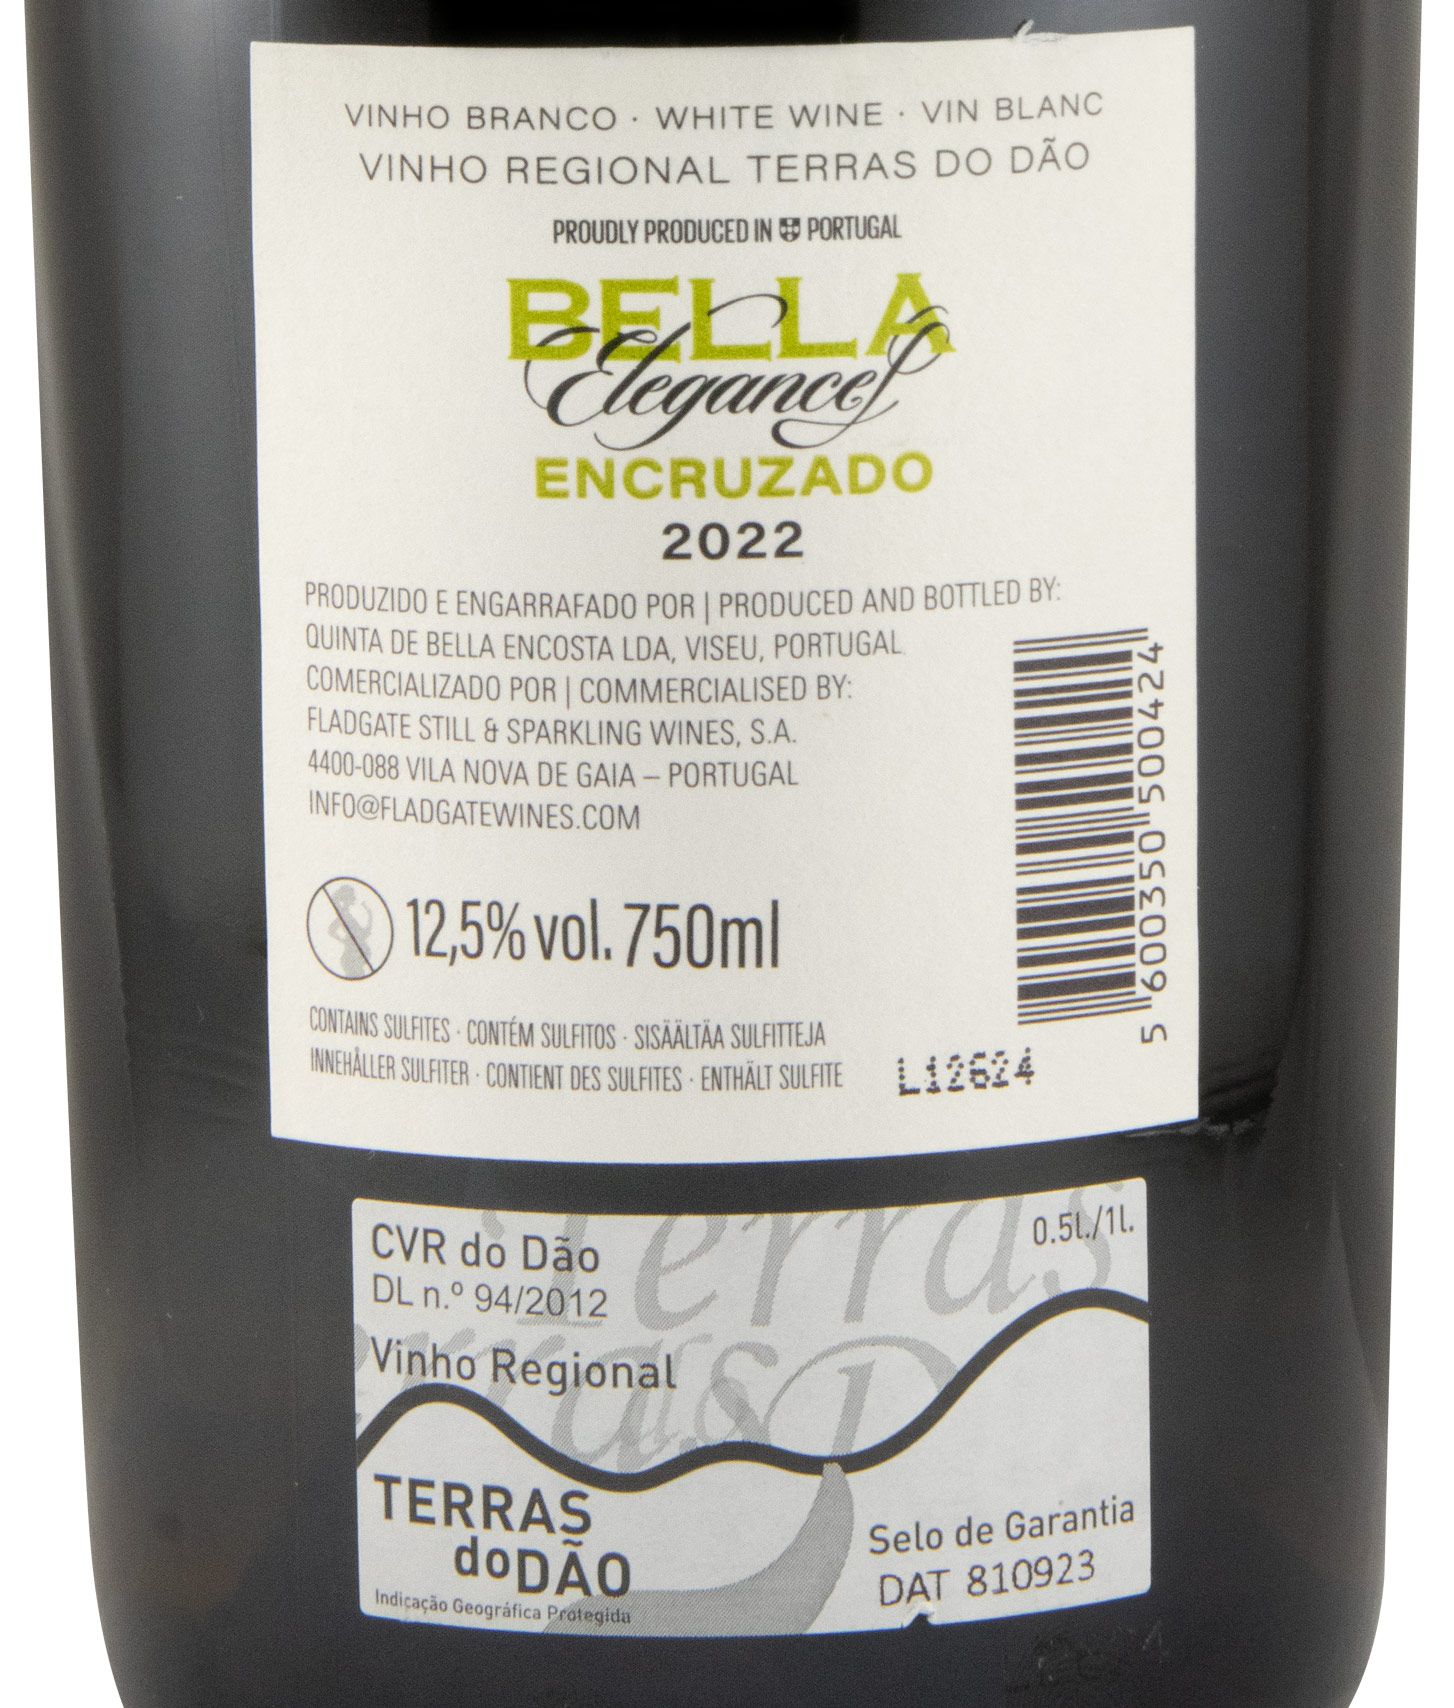 VINHO BRANCO · WHITE WINE · VIN BLANC
VINHO REGIONAL TERRAS DO DÃO
PROUDLY PRODUCED IN PORTUGAL
BELLA
Elegance
ENCRUZADO
2022
PRODUZIDO E ENGARRAFADO POR | PRODUCED AND BOTTLED BY:
QUINTA DE BELLA ENCOSTA LDA, VISEU, PORTUGAL
COMERCIALIZADO POR | COMMERCIALISED BY:
FLADGATE STILL & SPARKLING WINES, S.A.
4400-088 VILA NOVA DE GAIA – PORTUGAL
INFO@FLADGATEWINES.COM
12,5% vol. 750ml
CONTAINS SULFITES · CONTÉM SULFITOS · SISÄÄLTÄÄ SULFITTEJA
INNEHÅLLER SULFITER · CONTIENT DES SULFITES · ENTHÄLT SULFITE
L12624
5 600350 500424
Terras
CVR do Dão
0.5l./1l.
DL n.º 94/2012
Vinho Regional
TERRAS
doDÃO
Indicação Geográfica Protegida
Selo de Garantia
DAT 810923